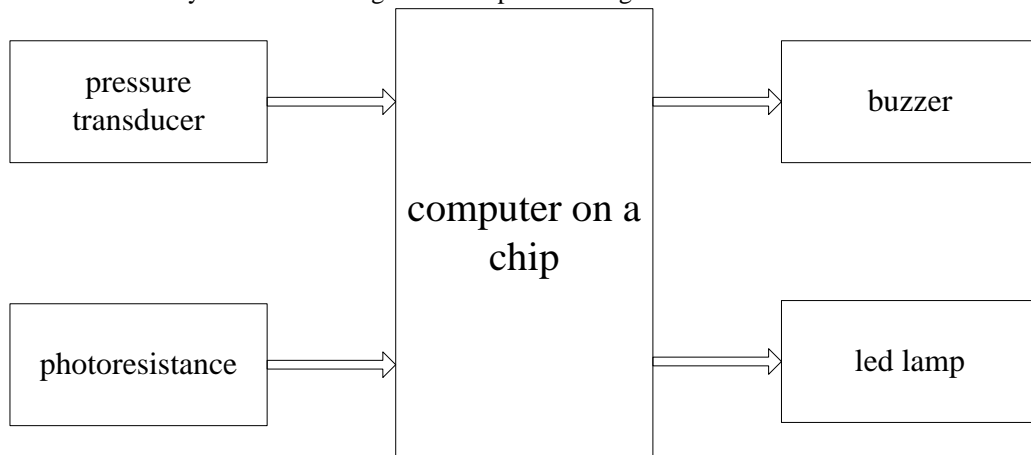 pressure
transducer
buzzer
computer on a
chip
photoresistance
led lamp